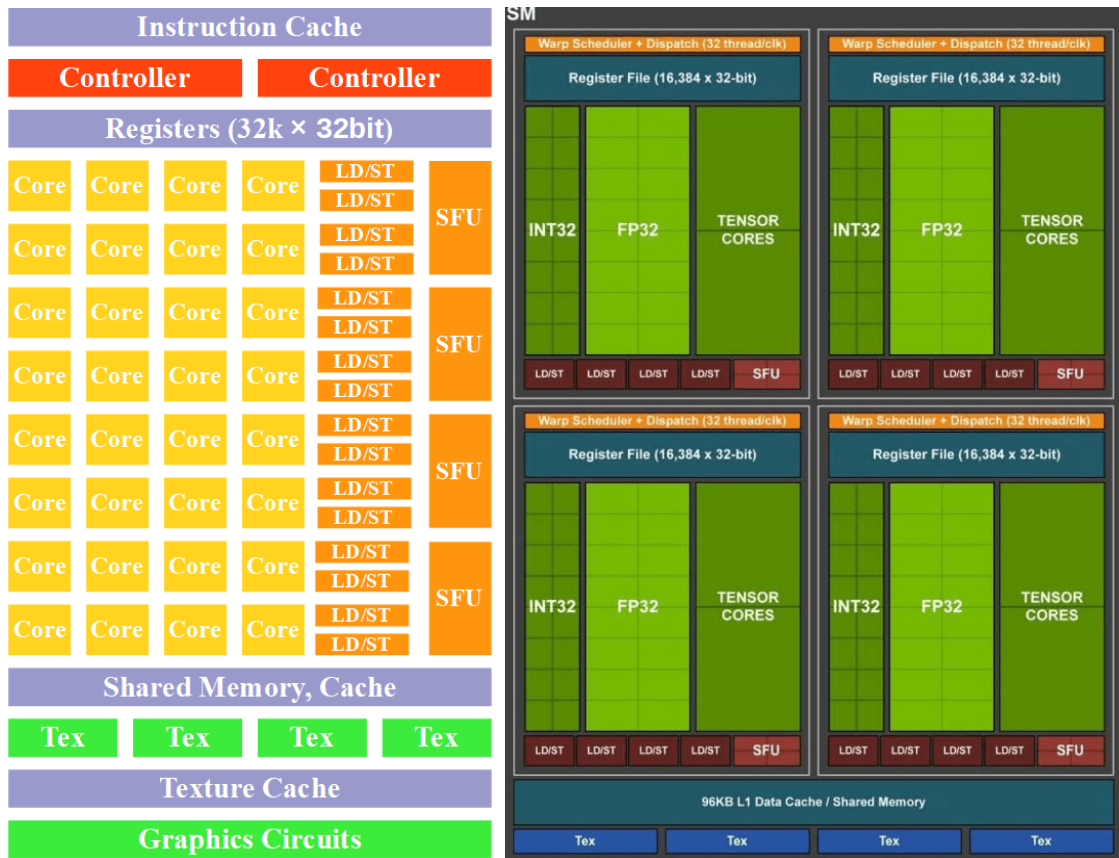 Instruction Cache
Controller Controller
Registers (32k × 32bit)
Core Core Core Core LD/ST SFU
LD/ST
Core Core Core Core LD/ST
LD/ST
Core Core Core Core LD/ST SFU
LD/ST
Core Core Core Core LD/ST
LD/ST
Core Core Core Core LD/ST SFU
LD/ST
Core Core Core Core LD/ST
LD/ST
Core Core Core Core LD/ST SFU
LD/ST
Core Core Core Core LD/ST
LD/ST
Shared Memory, Cache
Tex Tex Tex Tex
Texture Cache
Graphics Circuits
SM
Warp Scheduler + Dispatch (32 thread/clk)
Register File (16,384 x 32-bit)
INT32 FP32 TENSOR
CORES
LD/ST LD/ST LD/ST LD/ST SFU
Warp Scheduler + Dispatch (32 thread/clk)
Register File (16,384 x 32-bit)
INT32 FP32 TENSOR
CORES
LD/ST LD/ST LD/ST LD/ST SFU
Warp Scheduler + Dispatch (32 thread/clk)
Register File (16,384 x 32-bit)
INT32 FP32 TENSOR
CORES
LD/ST LD/ST LD/ST LD/ST SFU
Warp Scheduler + Dispatch (32 thread/clk)
Register File (16,384 x 32-bit)
INT32 FP32 TENSOR
CORES
LD/ST LD/ST LD/ST LD/ST SFU
96KB L1 Data Cache / Shared Memory
Tex Tex Tex Tex